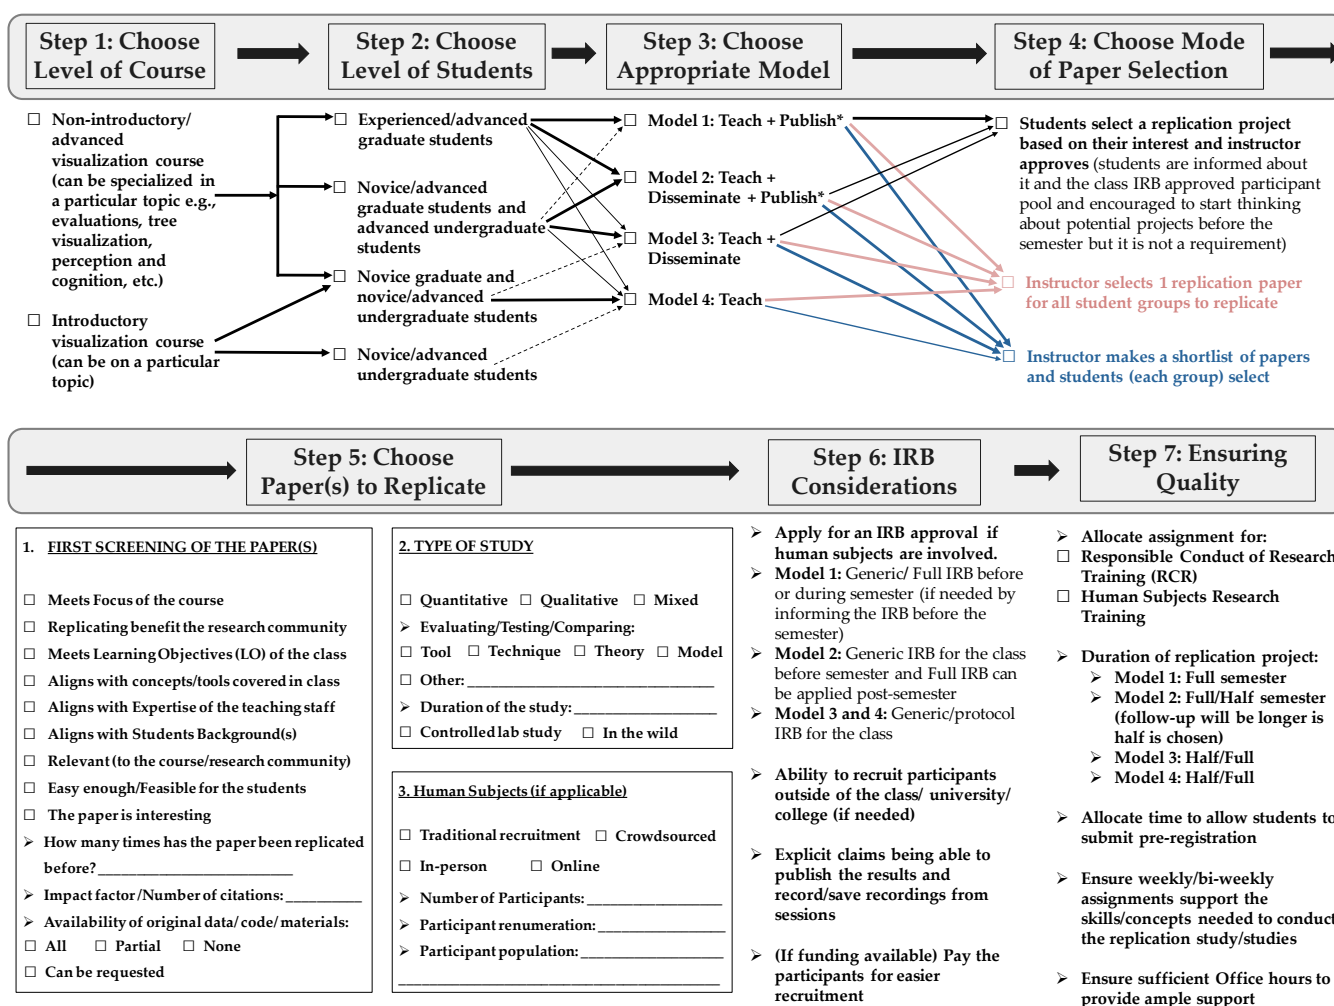 Step 1: Choose
Level of Course
Step 2: Choose
Level of Students
Step 3: Choose
Appropriate Model
Step 4: Choose Mode
of Paper Selection
☐ Non-introductory/
advanced
visualization course
(can be specialized in
a particular topic e.g.,
evaluations, tree
visualization,
perception and
cognition, etc.)
☐ Introductory
visualization course
(can be on a particular
topic)
☐ Experienced/advanced
graduate students
☐ Novice/advanced
graduate students and
advanced undergraduate
students
☐ Novice graduate and
novice/advanced
undergraduate students
☐ Novice/advanced
undergraduate students
☐ Model 1: Teach + Publish*
☐ Model 2: Teach +
Disseminate + Publish*
☐ Model 3: Teach +
Disseminate
☐ Model 4: Teach
☐ Students select a replication project
based on their interest and instructor
approves (students are informed about
it and the class IRB approved participant
pool and encouraged to start thinking
about potential projects before the
semester but it is not a requirement)
☐ Instructor selects 1 replication paper
for all student groups to replicate
☐ Instructor makes a shortlist of papers
and students (each group) select
Step 5: Choose
Paper(s) to Replicate
Step 6: IRB
Considerations
Step 7: Ensuring
Quality
1. FIRST SCREENING OF THE PAPER(S)
☐ Meets Focus of the course
☐ Replicating benefit the research community
☐ Meets Learning Objectives (LO) of the class
☐ Aligns with concepts/tools covered in class
☐ Aligns with Expertise of the teaching staff
☐ Aligns with Students Background(s)
☐ Relevant (to the course/research community)
☐ Easy enough/Feasible for the students
☐ The paper is interesting
➢ How many times has the paper been replicated
before? ________________________
➢ Impact factor/Number of citations: __________
➢ Availability of original data/ code/ materials:
☐ All ☐ Partial ☐ None
☐ Can be requested
2. TYPE OF STUDY
☐ Quantitative ☐ Qualitative ☐ Mixed
➢ Evaluating/Testing/Comparing:
☐ Tool ☐ Technique ☐ Theory ☐ Model
☐ Other: ______________________________
➢ Duration of the study: __________________
☐ Controlled lab study ☐ In the wild
3. Human Subjects (if applicable)
☐ Traditional recruitment ☐ Crowdsourced
☐ In-person ☐ Online
➢ Number of Participants: _________________
➢ Participant renumeration: ________________
➢ Participant population: __________________
________________________________________
➢ Apply for an IRB approval if
human subjects are involved.
➢ Model 1: Generic/ Full IRB before
or during semester (if needed by
informing the IRB before the
semester)
➢ Model 2: Generic IRB for the class
before semester and Full IRB can
be applied post-semester
➢ Model 3 and 4: Generic/protocol
IRB for the class
➢ Ability to recruit participants
outside of the class/ university/
college (if needed)
➢ Explicit claims being able to
publish the results and
record/save recordings from
sessions
➢ (If funding available) Pay the
participants for easier
recruitment
➢ Allocate assignment for:
☐ Responsible Conduct of Research
Training (RCR)
☐ Human Subjects Research
Training
➢ Duration of replication project:
➢ Model 1: Full semester
➢ Model 2: Full/Half semester
(follow-up will be longer is
half is chosen)
➢ Model 3: Half/Full
➢ Model 4: Half/Full
➢ Allocate time to allow students to
submit pre-registration
➢ Ensure weekly/bi-weekly
assignments support the
skills/concepts needed to conduct
the replication study/studies
➢ Ensure sufficient Office hours to
provide ample support